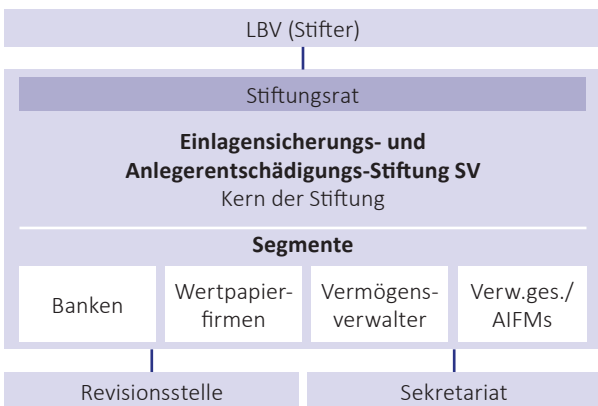 LBV (Stifter)
Stiftungsrat
Einlagensicherungs- und
Anlegerentschädigungs-Stiftung SV
Kern der Stiftung
Segmente
Banken
Wertpapier-
firmen
Vermögens-
verwalter
Verw.ges./
AIFMs
Revisionsstelle
Sekretariat